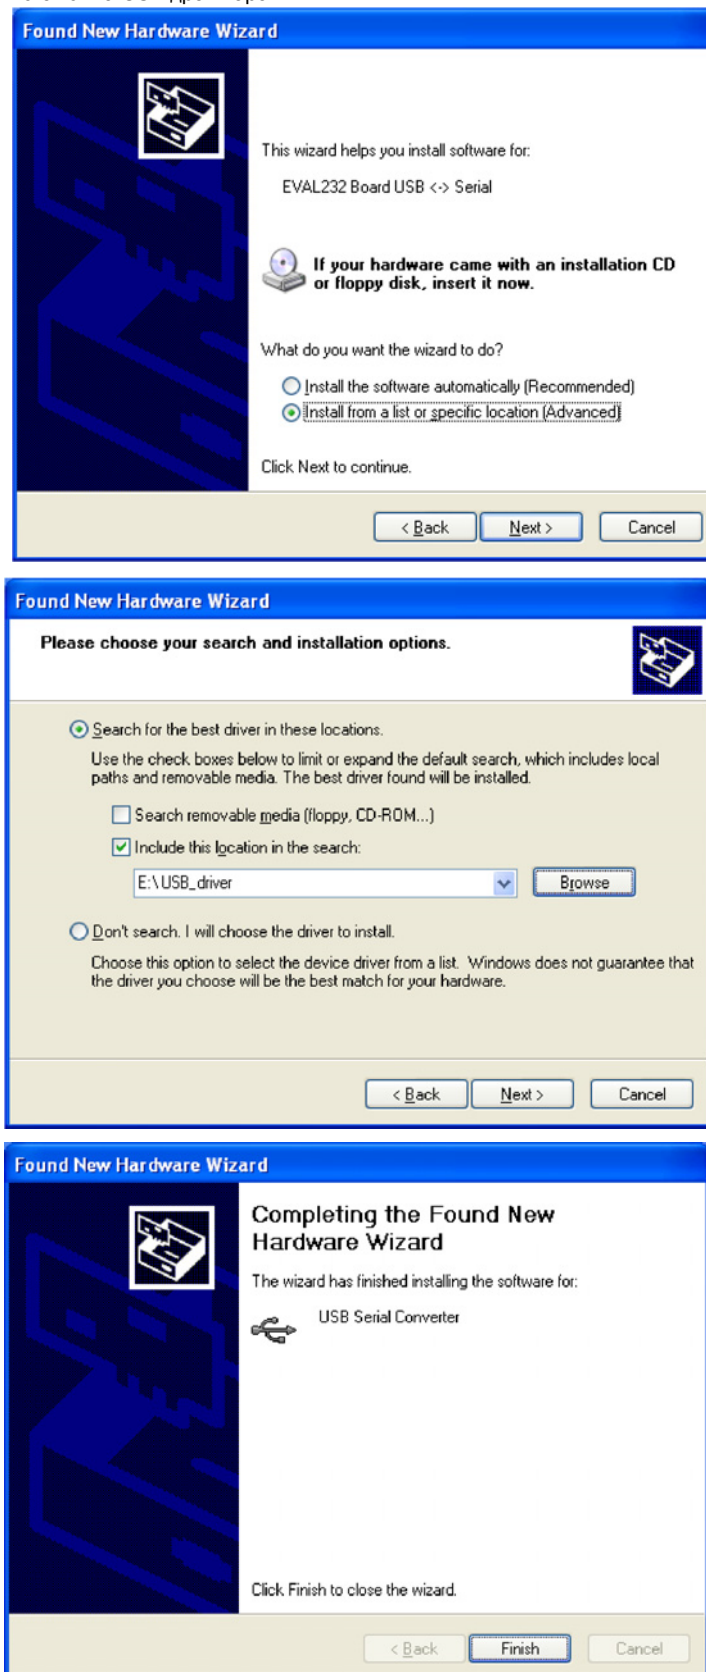 Found New Hardware Wizard
This wizard helps you install software for:
EVAL232 Board USB <-> Serial
If your hardware came with an installation CD
or floppy disk, insert it now.
What do you want the wizard to do?
Install the software automatically (Recommended)
Install from a list or specific location (Advanced)
Click Next to continue.
< Back Next > Cancel
Found New Hardware Wizard
Please choose your search and installation options.
Search for the best driver in these locations.
Use the check boxes below to limit or expand the default search, which includes local
paths and removable media. The best driver found will be installed.
Search removable media (floppy, CD-ROM...)
Include this location in the search:
E:\USB_driver Browse
Don't search. I will choose the driver to install.
Choose this option to select the device driver from a list. Windows does not guarantee that
the driver you choose will be the best match for your hardware.
< Back Next > Cancel
Found New Hardware Wizard
Completing the Found New
Hardware Wizard
The wizard has finished installing the software for:
USB Serial Converter
Click Finish to close the wizard.
< Back Finish Cancel